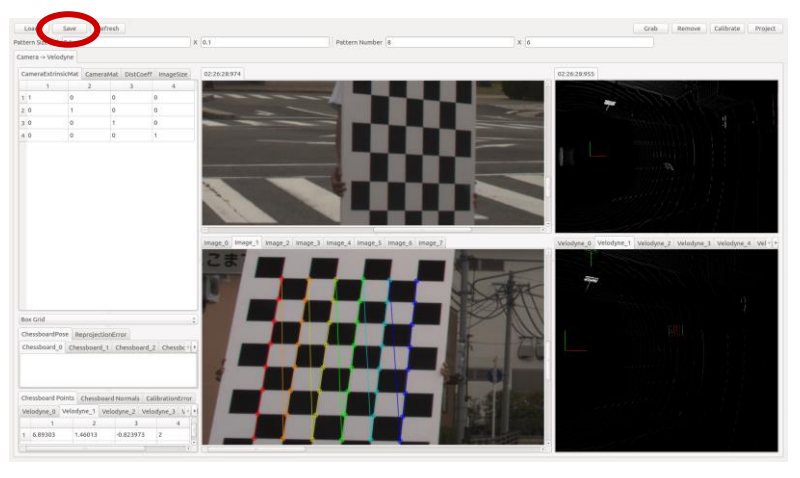 Load Save Refresh Grab Remove Calibrate Project
X 0.1 Pattern Number 8 X 6
Camera -> Velodyne
CameraExtrinsicMat CameraMat DistCoeff ImageSize
1 2 3 4
1 1 0 0 0
2 0 1 0 0
3 0 0 1 0
4 0 0 0 1
02:26:28:974
02:26:28:955
Image_0 Image_1 Image_2 Image_3 Image_4 Image_5 Image_6 Image_7
Velodyne_0 Velodyne_1 Velodyne_2 Velodyne_3 Velodyne_4 Vel
こま
Box Grid
ChessboardPose ReprojectionError
Chessboard_0 Chessboard_1 Chessboard_2 Chessbo
Chessboard Points Chessboard Normals CalibrationError
Velodyne_0 Velodyne_1 Velodyne_2 Velodyne_3
1 2 3 4
1 6.89303 1.46013 -0.823973 2